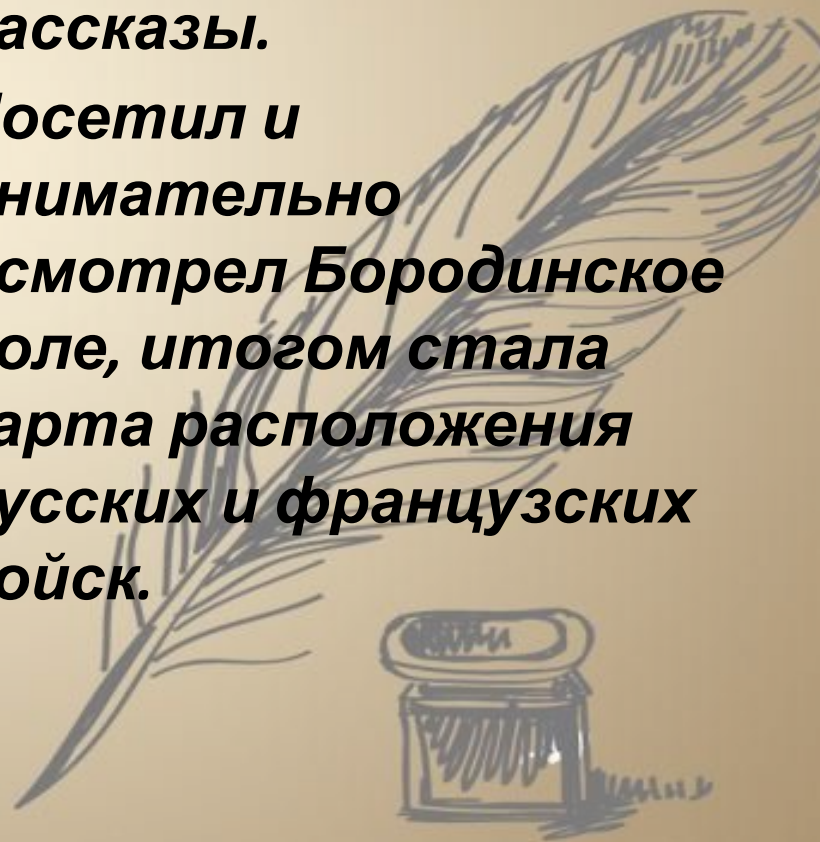 ассказы.
осетил и
нимательно
смотрел Бородинское
оле, итогом стала
арта расположения
усских и французских
ойск.